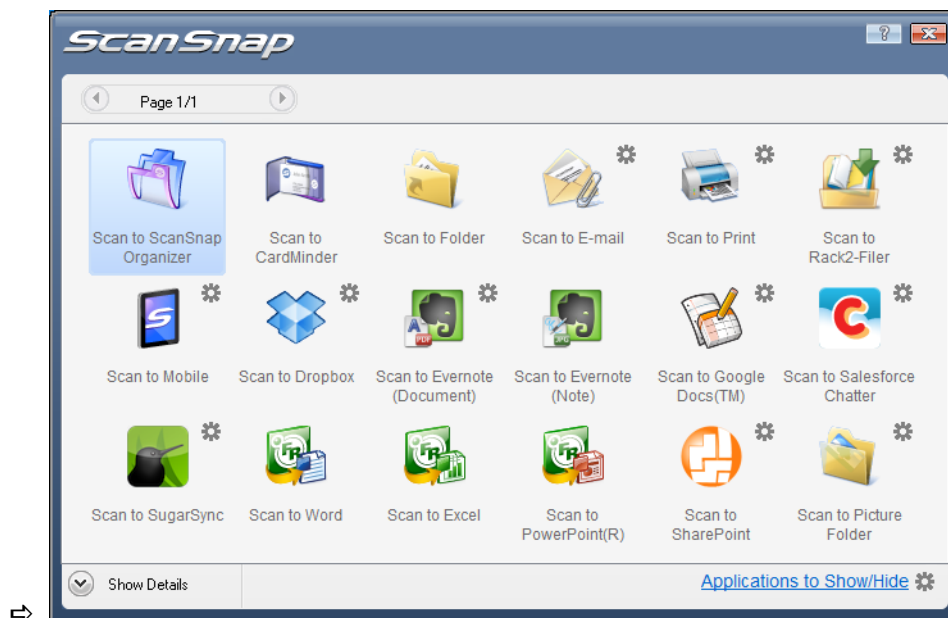 ScanSnap
Page 1/1
Scan to ScanSnap
Organizer
Scan to
CardMinder
Scan to Folder
Scan to E-mail
Scan to Print
Scan to
Rack2-Filer
Scan to Mobile
Scan to Dropbox
Scan to Evernote
(Document)
Scan to Evernote
(Note)
Scan to Google
Docs(TM)
Scan to Salesforce
Chatter
Scan to SugarSync
Scan to Word
Scan to Excel
Scan to
PowerPoint(R)
Scan to
SharePoint
Scan to Picture
Folder
Show Details
Applications to Show/Hide